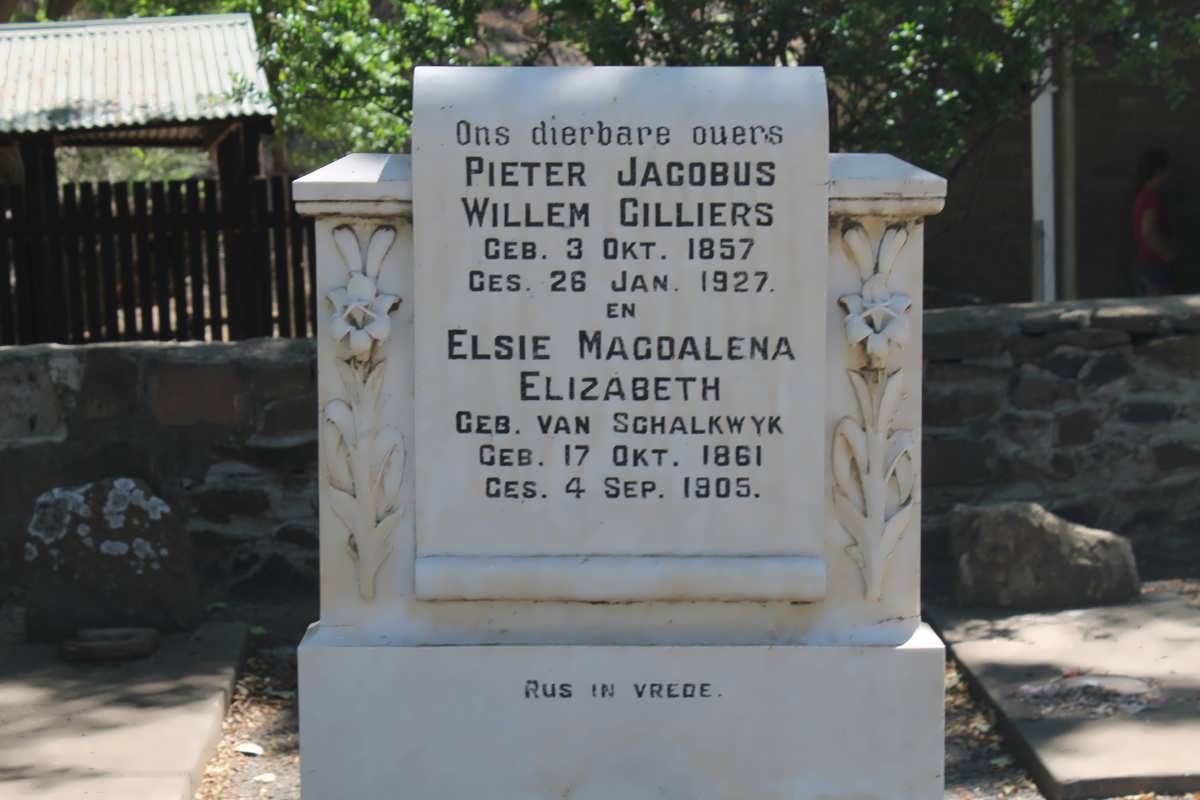 Ons dierbare ouers
PIETER JACOBUS
WILLEM CILLIERS
GEB. 3 OKT. 1857
GES. 26 JAN. 1927.
EN
ELSIE MAGDALENA
ELIZABETH
GEB. VAN SCHALKWYK
GEB. 17 OKT. 1861
GES. 4 SEP. 1905.
RUS IN VREDE.